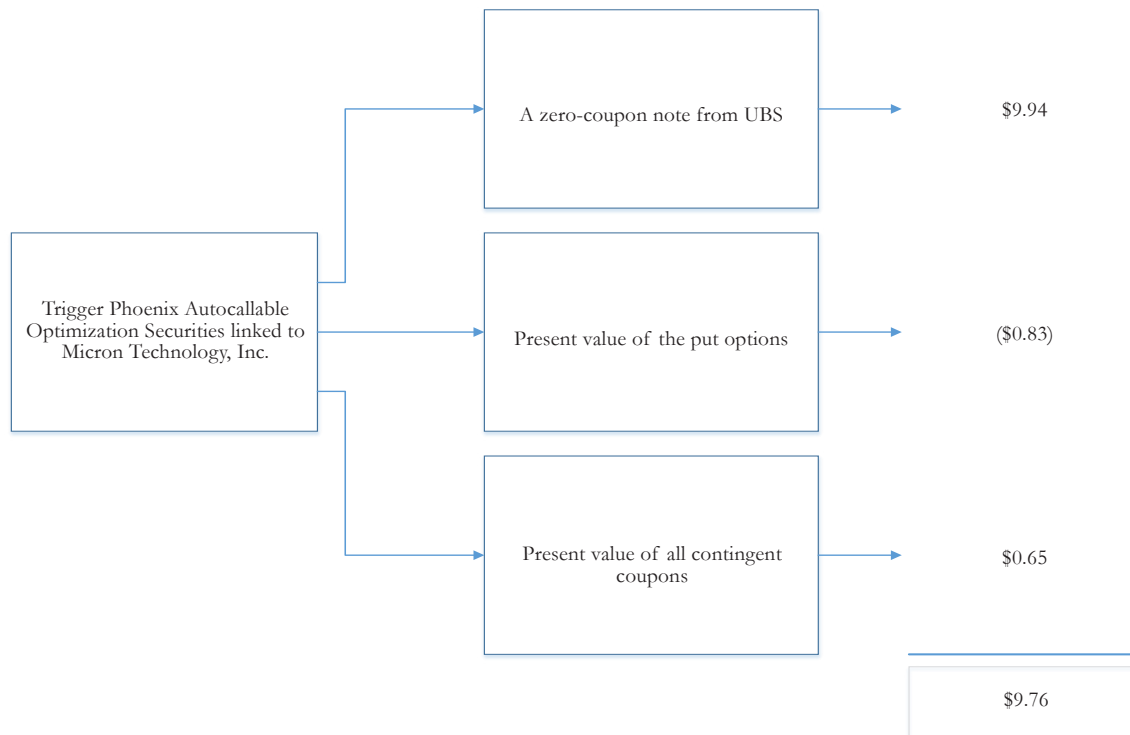 A zero-coupon note from UBS
$9.94
Trigger Phoenix Autocallable
Optimization Securities linked to
Micron Technology, Inc.
Present value of the put options
($0.83)
Present value of all contingent
coupons
$0.65
$9.76